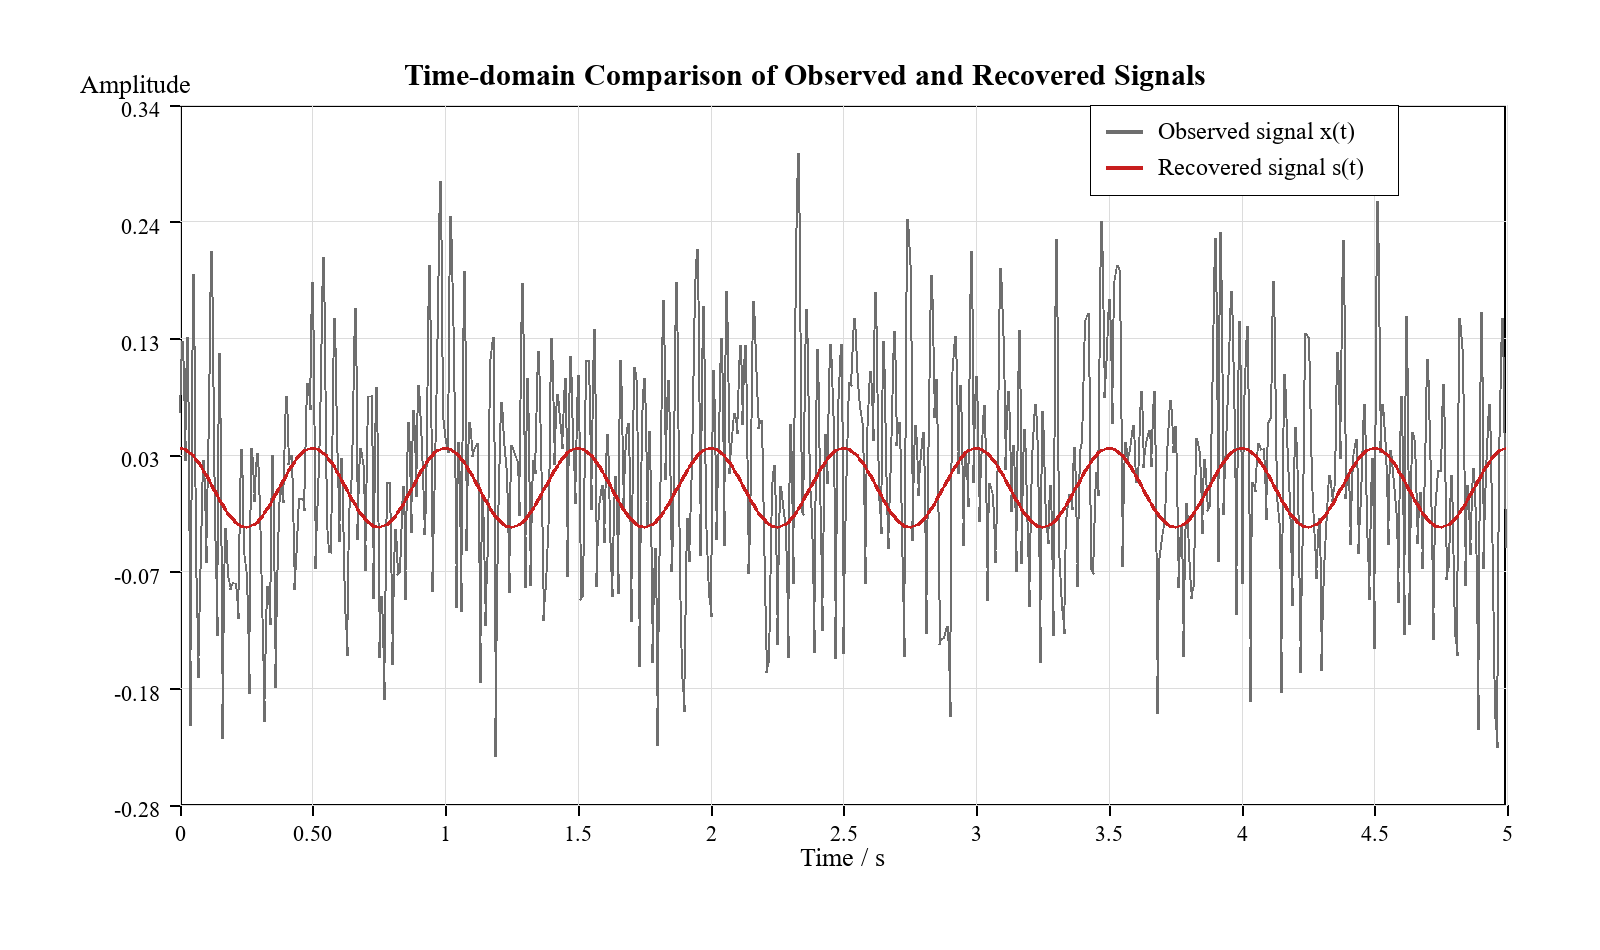 Time-domain Comparison of Observed and Recovered Signals
Amplitude
Observed signal x(t)
Recovered signal s(t)
0.34
0.24
0.13
0.03
-0.07
-0.18
-0.28
0 0.50 1 1.5 2 2.5 3 3.5 4 4.5 5
Time / s